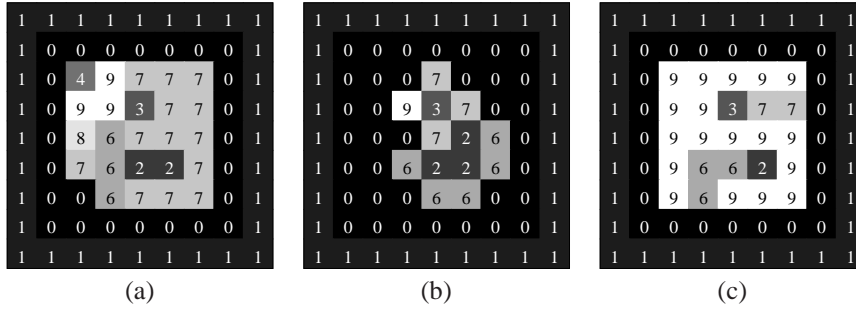 1 1 1 1 1 1 1 1 1
1 0 0 0 0 0 0 0 1
1 0 4 9 7 7 7 0 1
1 0 9 9 3 7 7 0 1
1 0 8 6 7 7 7 0 1
1 0 7 6 2 2 7 0 1
1 0 0 6 7 7 7 0 1
1 0 0 0 0 0 0 0 1
1 1 1 1 1 1 1 1 1
(a)
1 1 1 1 1 1 1 1 1
1 0 0 0 0 0 0 0 1
1 0 0 0 7 0 0 0 1
1 0 0 9 3 7 0 0 1
1 0 0 0 7 2 6 0 1
1 0 0 6 2 2 6 0 1
1 0 0 0 6 6 0 0 1
1 0 0 0 0 0 0 0 1
1 1 1 1 1 1 1 1 1
(b)
1 1 1 1 1 1 1 1 1
1 0 0 0 0 0 0 0 1
1 0 9 9 9 9 9 0 1
1 0 9 9 3 7 7 0 1
1 0 9 9 9 9 9 0 1
1 0 9 6 6 2 9 0 1
1 0 9 6 9 9 9 0 1
1 0 0 0 0 0 0 0 1
1 1 1 1 1 1 1 1 1
(c)